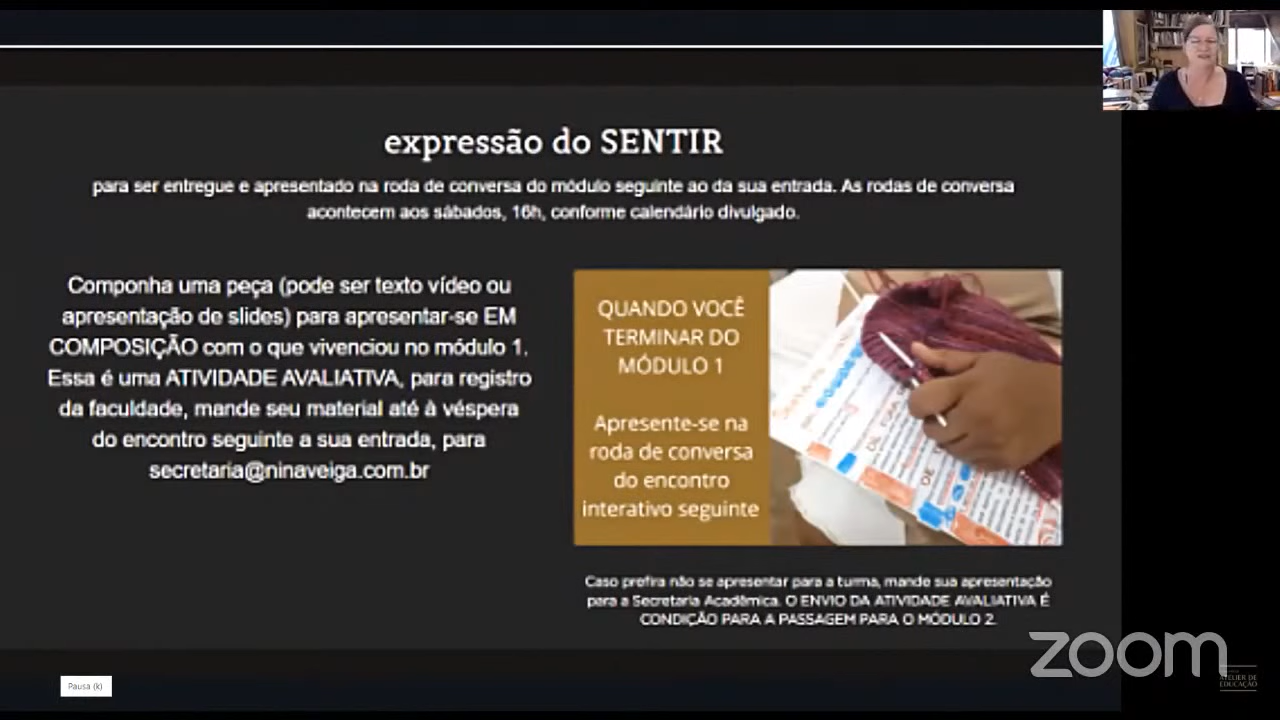 expressão do SENTIR
para ser entregue e apresentado na roda de conversa do módulo seguinte ao da sua entrada. As rodas de conversa
acontecem aos sábados, 16h, conforme calendário divulgado.
Componha uma peça (pode ser texto vídeo ou
apresentação de slides) para apresentar-se EM
COMPOSIÇÃO com o que vivenciou no módulo 1.
Essa é uma ATIVIDADE AVALIATIVA, para registro
da faculdade, mande seu material até à véspera
do encontro seguinte a sua entrada, para
secretaria@ninaveiga.com.br
QUANDO VOCÊ
TERMINAR DO
MÓDULO 1
Apresente-se na
roda de conversa
do encontro
interativo seguinte
Caso prefira não se apresentar para a turma, mande sua apresentação
para a Secretaria Acadêmica. O ENVIO DA ATIVIDADE AVALIATIVA É
CONDIÇÃO PARA A PASSAGEM PARA O MÓDULO 2.
zoom
ATELIER DE
EDUCAÇÃO
Pausa (k)